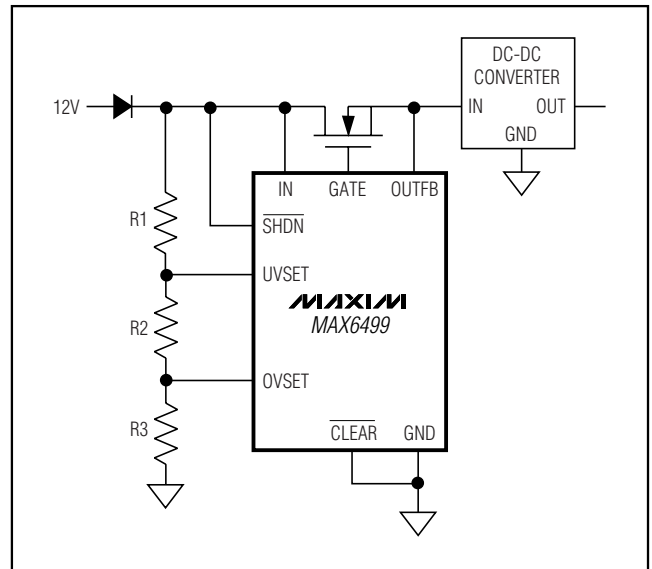 DC-DC
CONVERTER
12V
IN
OUT
GND
IN
GATE
OUTFB
R1
SHDN
UVSET
MAXIM
MAX6499
R2
OVSET
R3
CLEAR
GND